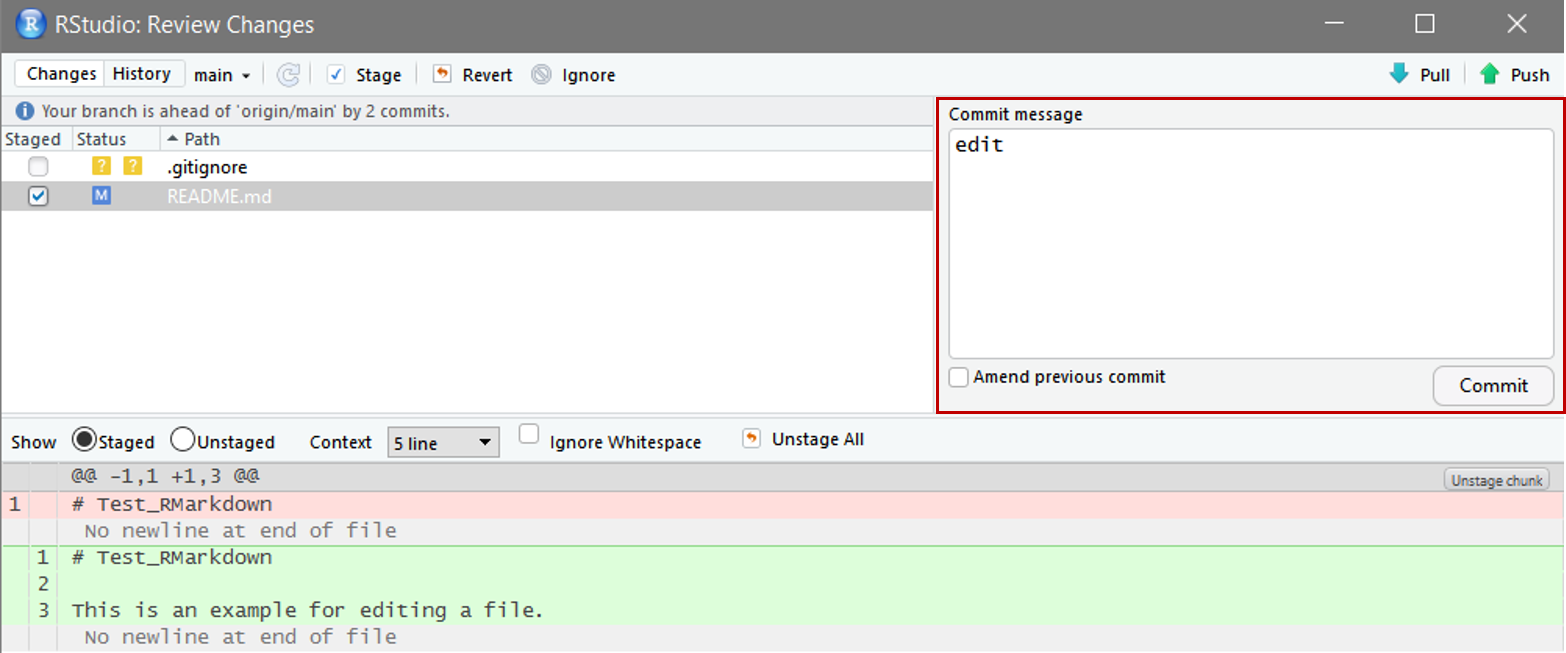 R RStudio: Review Changes
Changes History main Stage Revert Ignore Pull Push
Your branch is ahead of 'origin/main' by 2 commits.
Staged Status Path
? ? .gitignore
M README.md
Commit message
edit
Amend previous commit Commit
Show Staged Unstaged Context 5 line Ignore Whitespace Unstage All
@@ -1,1 +1,3 @@ Unstage chunk
1 # Test_RMarkdown
No newline at end of file
1 # Test_RMarkdown
2
3 This is an example for editing a file.
No newline at end of file